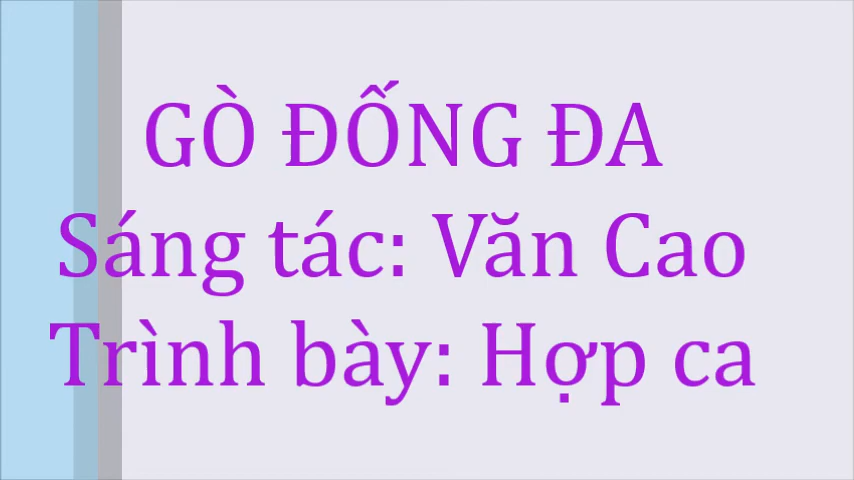 GÒ ĐỐNG ĐA
Sáng tác: Văn Cao
Trình bày: Hợp ca